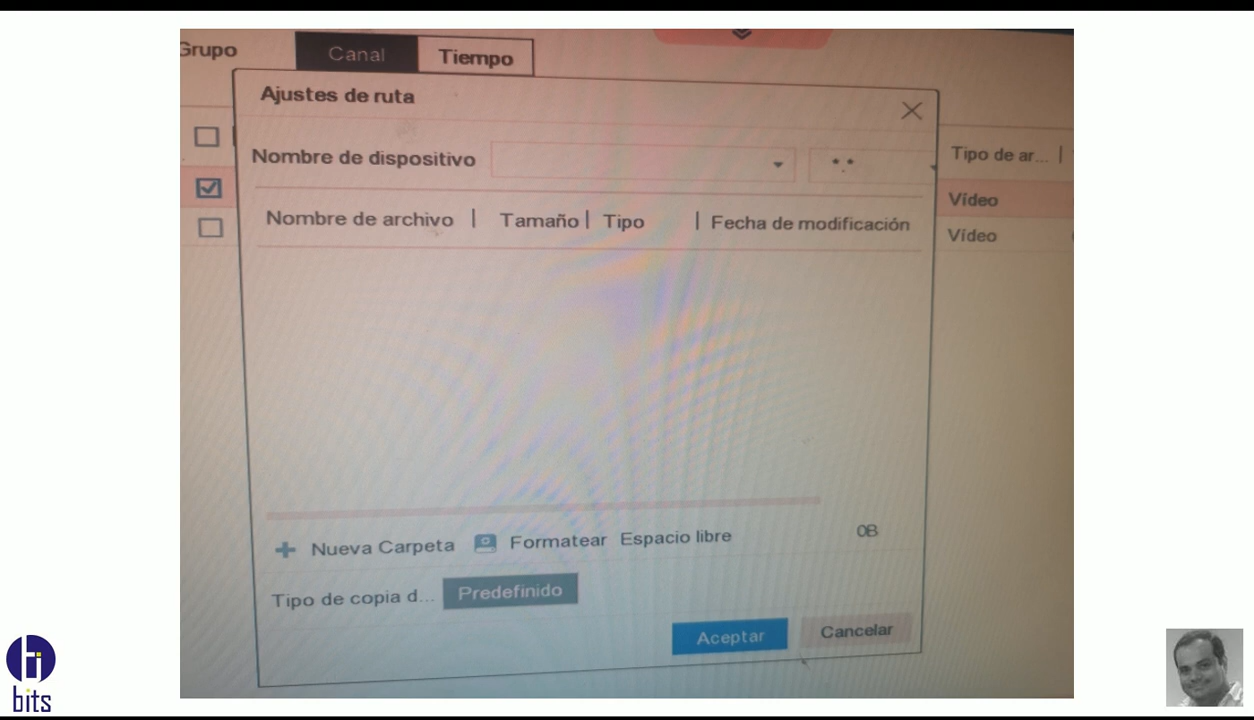 Grupo
Canal
Tiempo
Ajustes de ruta
Nombre de dispositivo
*.*
Tipo de ar... |
Nombre de archivo | Tamaño | Tipo | Fecha de modificación
Vídeo
Vídeo
+ Nueva Carpeta Formatear Espacio libre 0B
Tipo de copia d... Predefinido
Aceptar Cancelar
bits